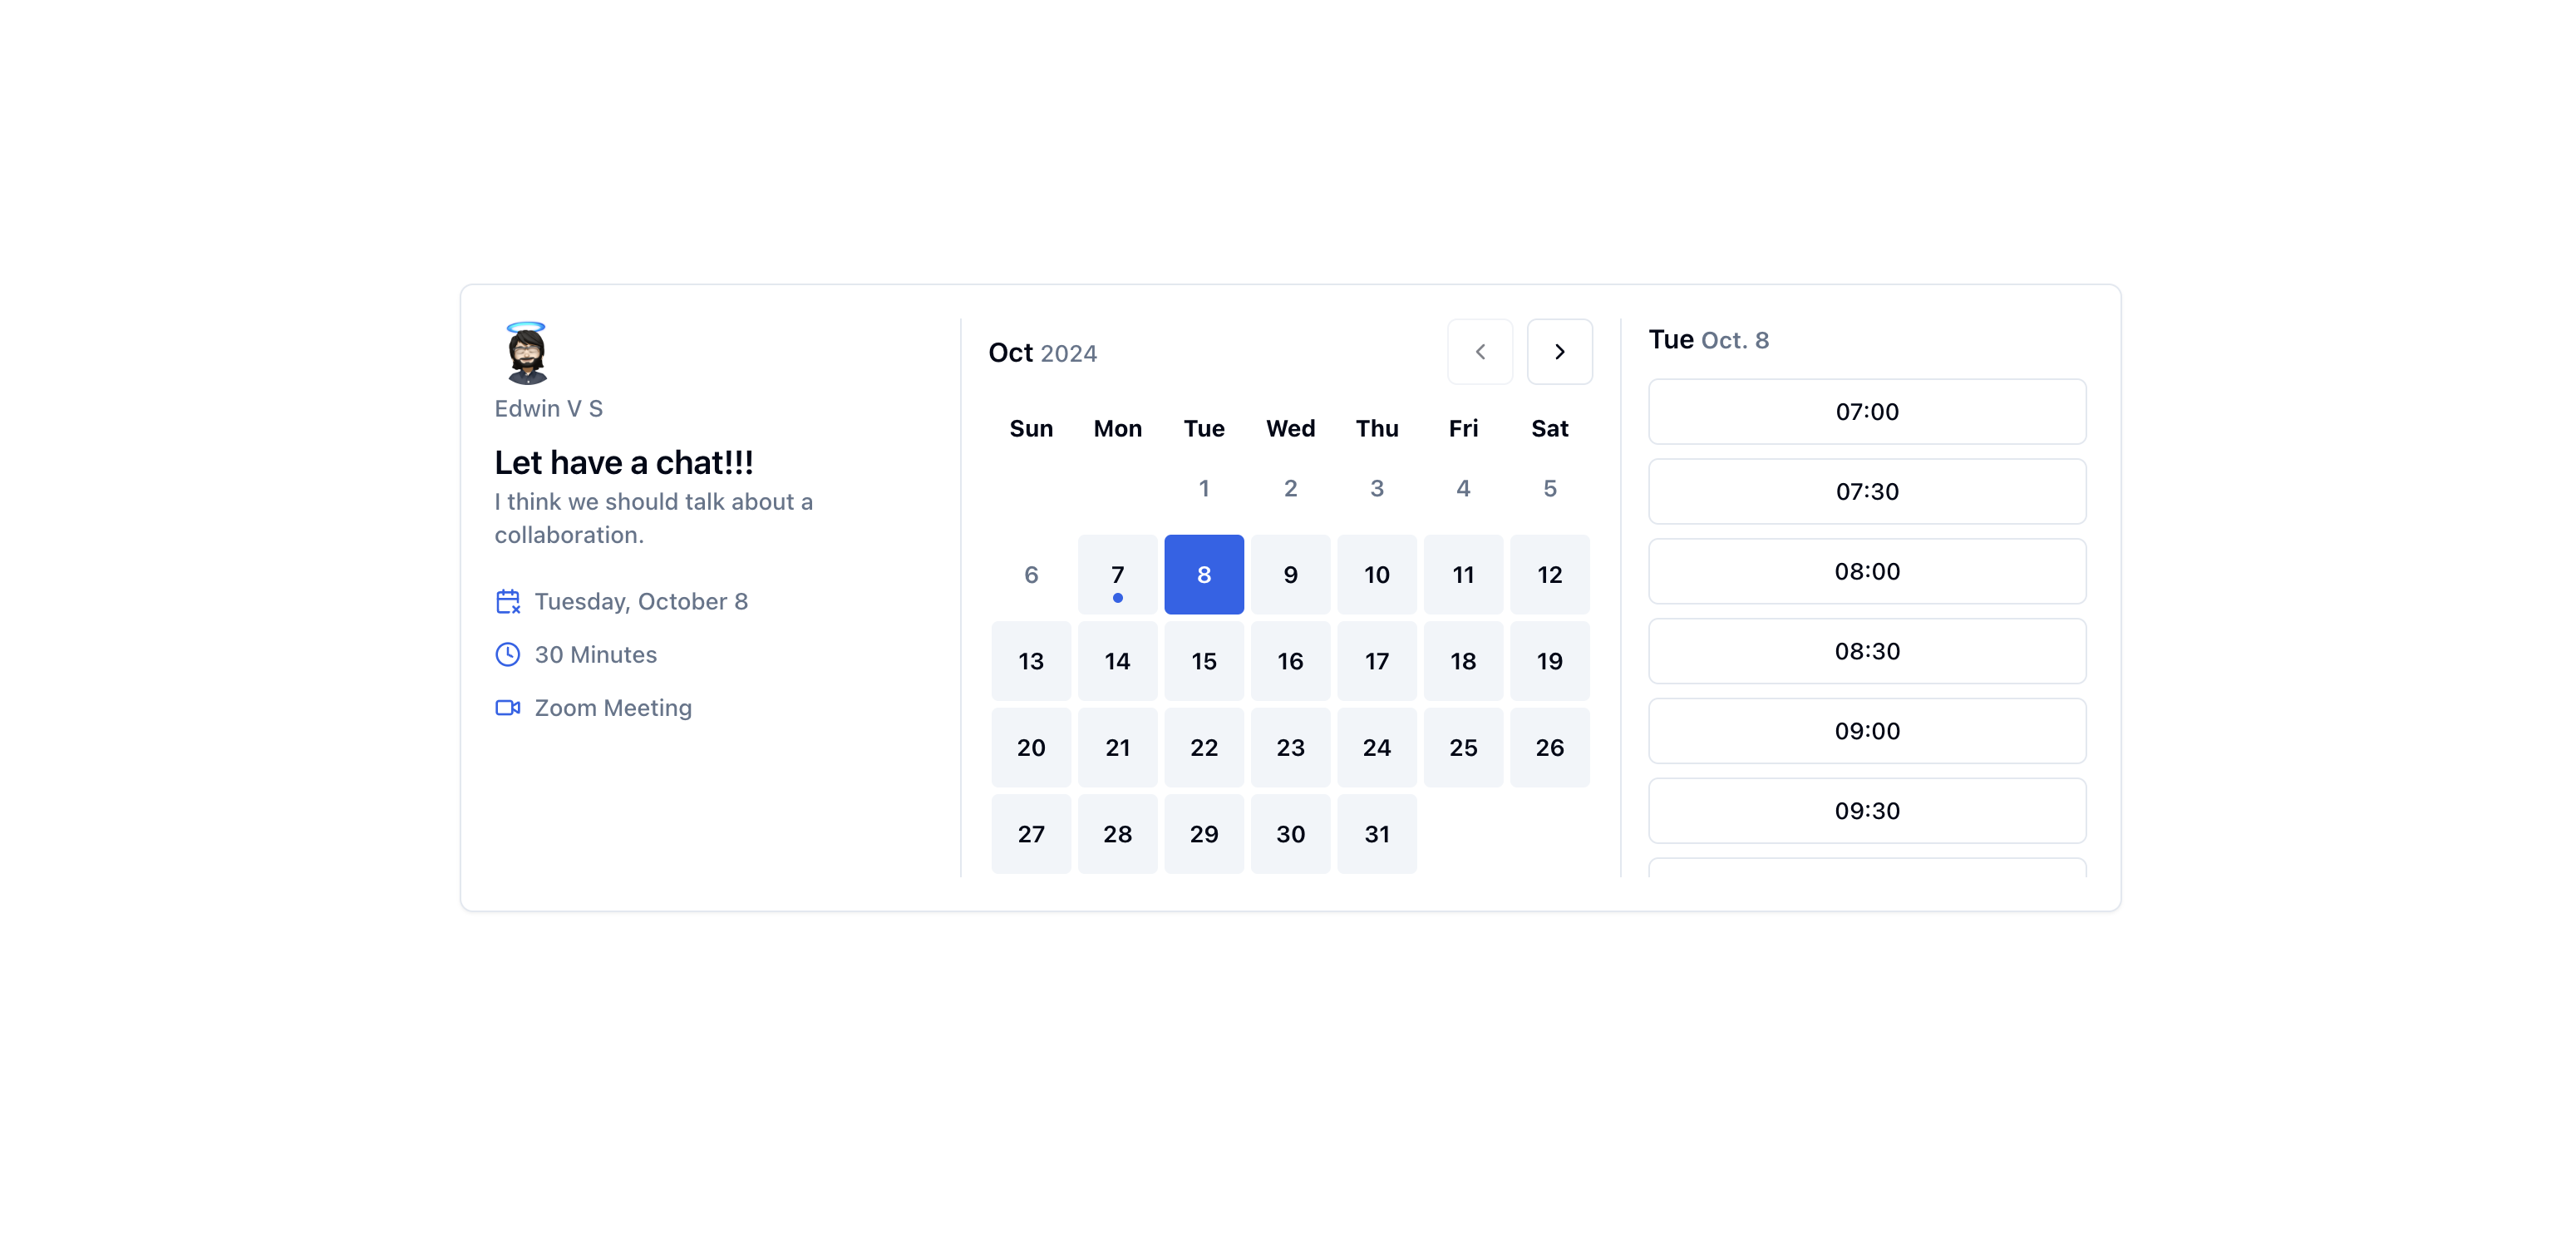 Edwin V S
Let have a chat!!!
I think we should talk about a
collaboration.
Tuesday, October 8
30 Minutes
Zoom Meeting
Oct 2024
Sun Mon Tue Wed Thu Fri Sat
1 2 3 4 5
6 7 8 9 10 11 12
13 14 15 16 17 18 19
20 21 22 23 24 25 26
27 28 29 30 31
Tue Oct. 8
07:00
07:30
08:00
08:30
09:00
09:30